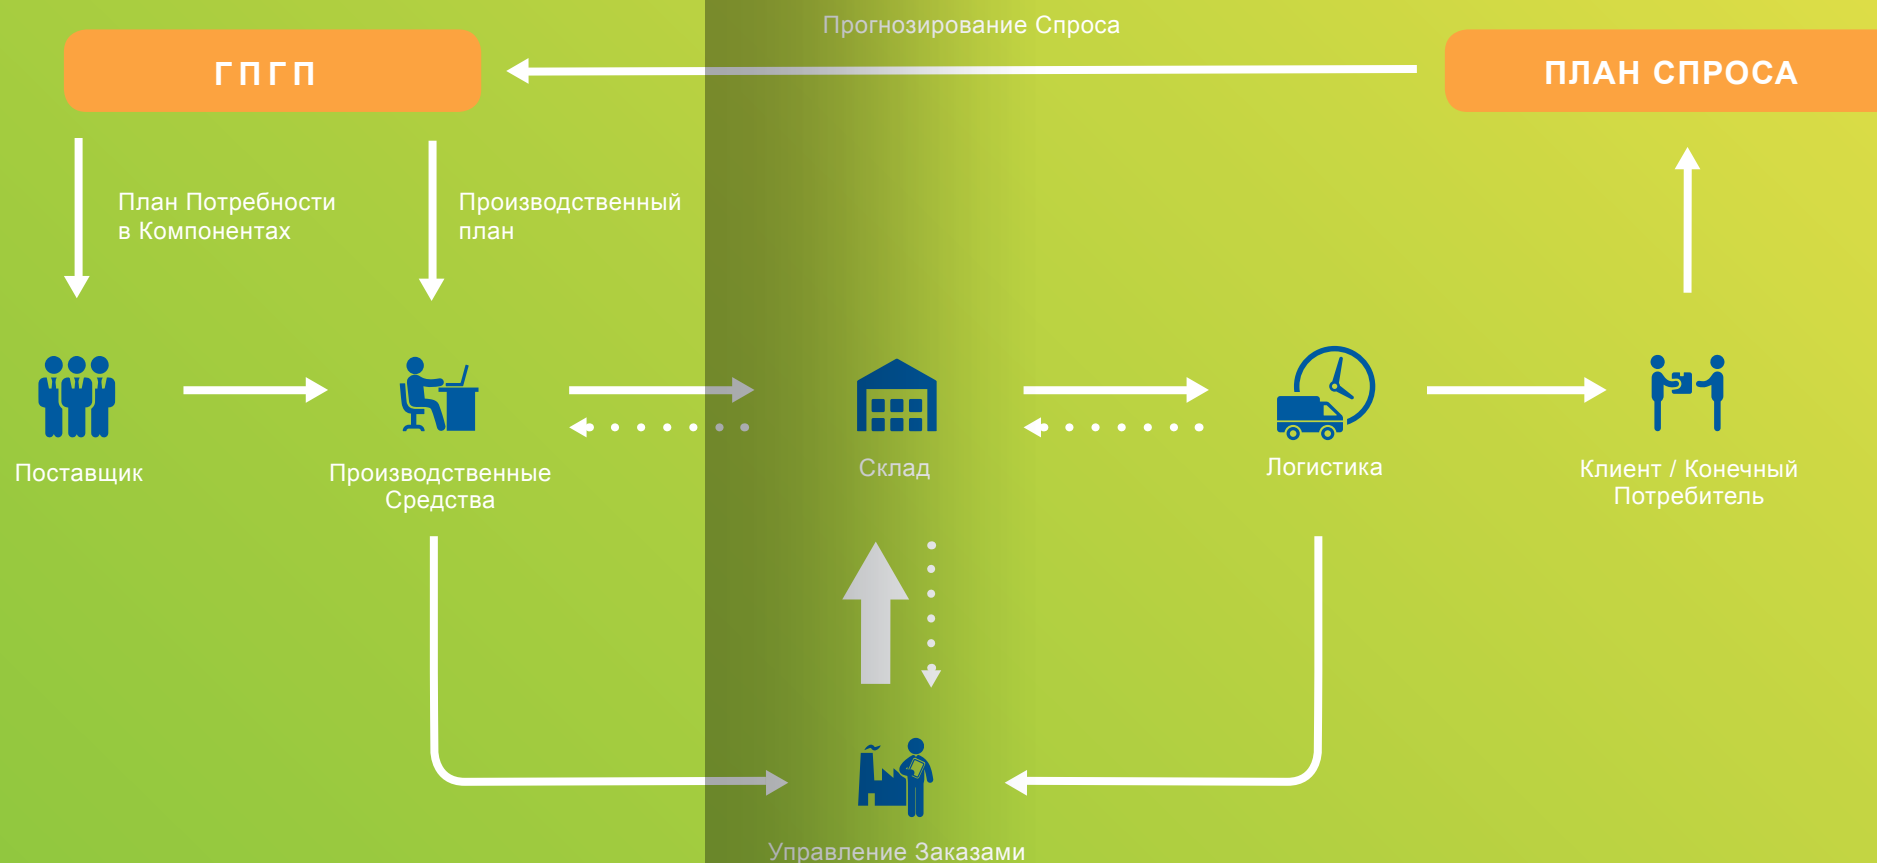 Прогнозирование Спроса
ГПГП
ПЛАН СПРОСА
План Потребности
в Компонентах
Производственный
план
Поставщик
Производственные
Средства
Склад
Логистика
Клиент / Конечный
Потребитель
Управление Заказами